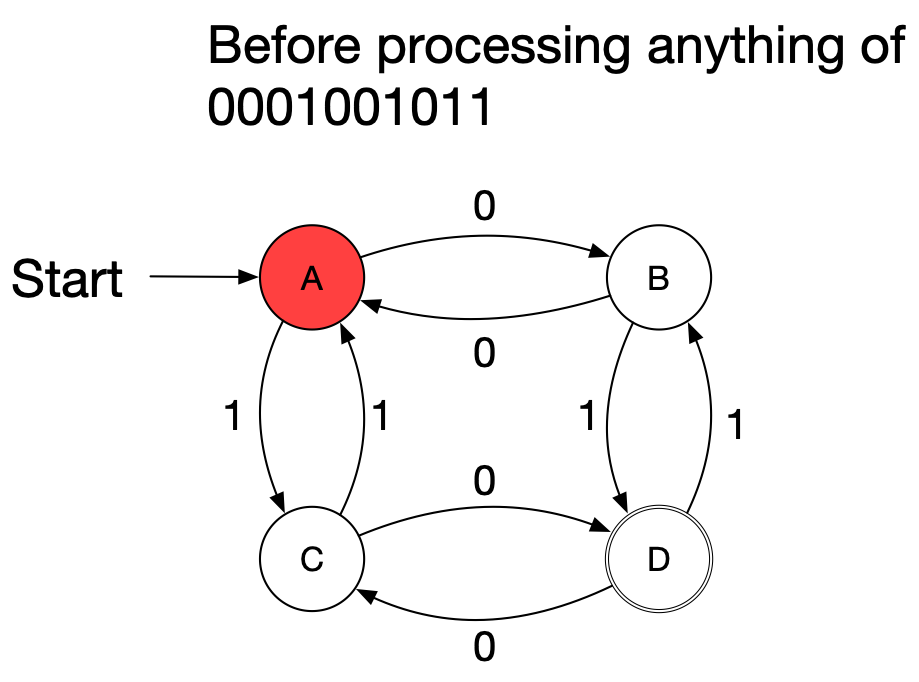 Before processing anything of
0001001011
0
Start
A
B
0
1
1
1
1
0
C
D
0